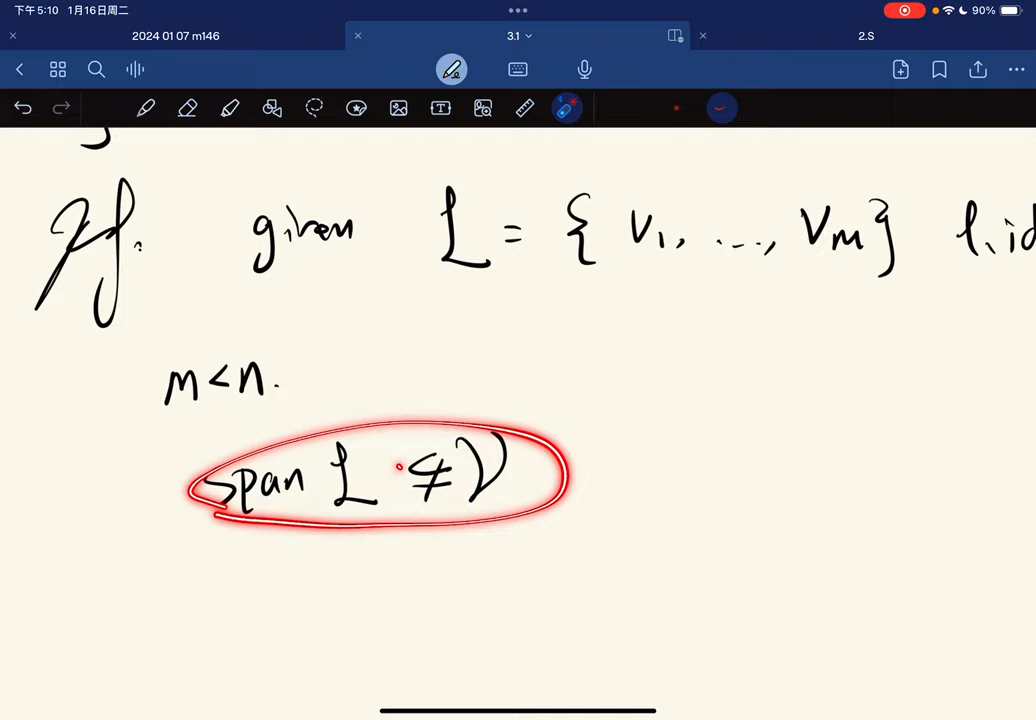 下午5:10 1月16日周二
90%
2024 01 07 m146
3.1
2.S
Pf. given L = { v₁, ..., vₘ} l.id
m < n.
span L ⊊ V